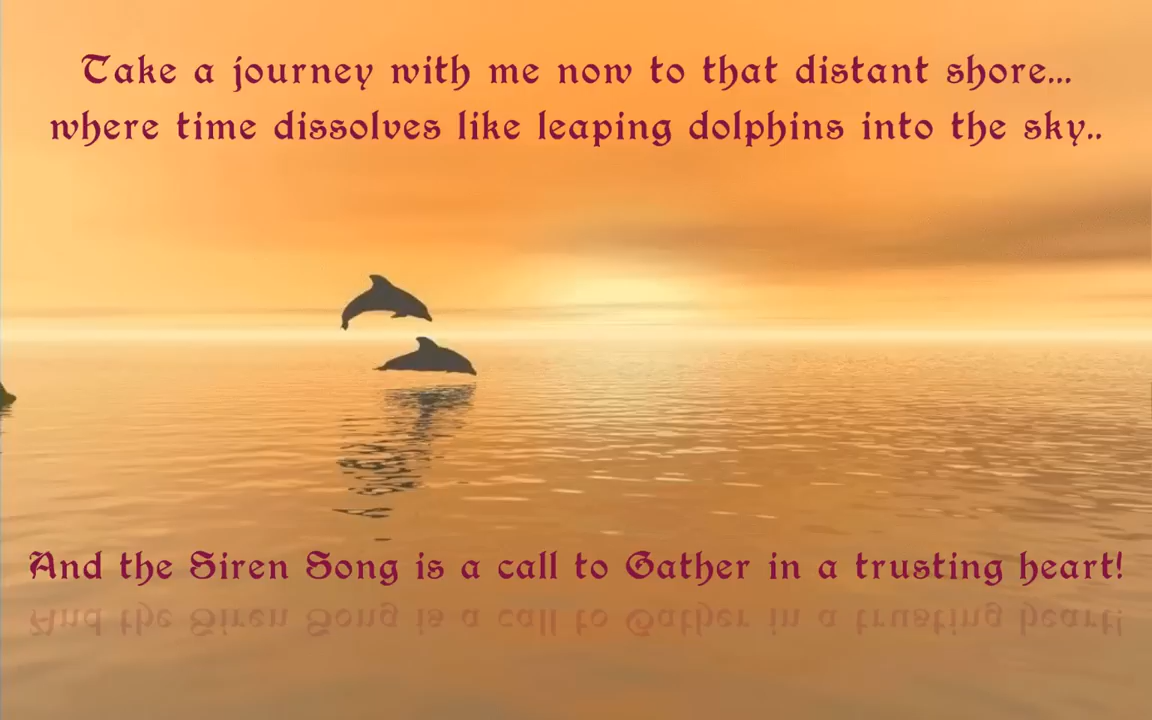 Take a journey with me now to that distant shore...
where time dissolves like leaping dolphins into the sky..
And the Siren Song is a call to Gather in a trusting heart!